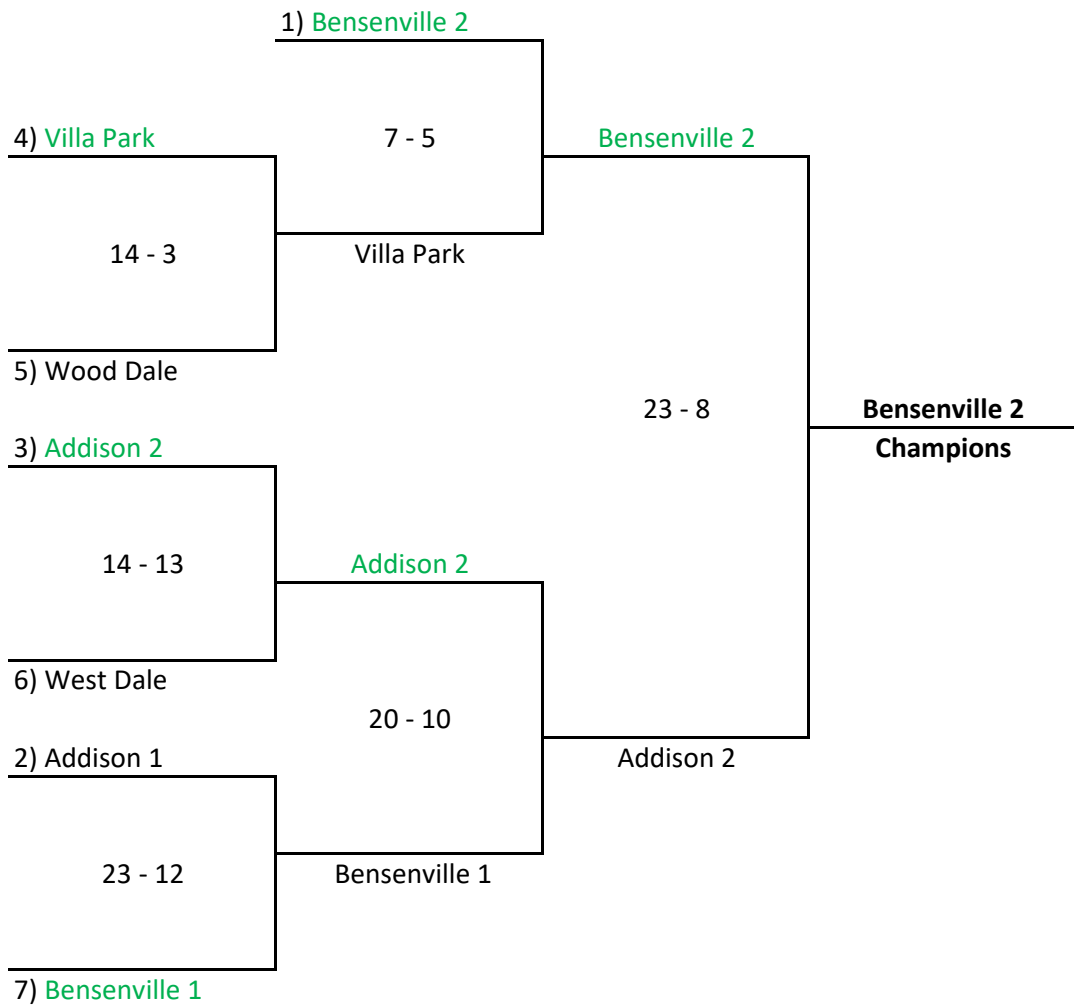 1) Bensenville 2
4) Villa Park
7 - 5
Bensenville 2
14 - 3
Villa Park
5) Wood Dale
23 - 8
Bensenville 2
Champions
3) Addison 2
14 - 13
Addison 2
6) West Dale
20 - 10
2) Addison 1
Addison 2
23 - 12
Bensenville 1
7) Bensenville 1